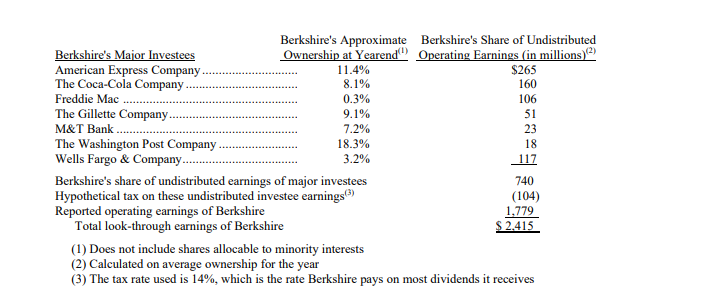 Berkshire's Approximate Berkshire's Share of Undistributed
Berkshire's Major Investees Ownership at Yearend(1) Operating Earnings (in millions)(2)
American Express Company ............................ 11.4% $265
The Coca-Cola Company ................................. 8.1% 160
Freddie Mac .................................................... 0.3% 106
The Gillette Company...................................... 9.1% 51
M&T Bank ...................................................... 7.2% 23
The Washington Post Company ........................ 18.3% 18
Wells Fargo & Company.................................. 3.2% 117
Berkshire's share of undistributed earnings of major investees 740
Hypothetical tax on these undistributed investee earnings(3) (104)
Reported operating earnings of Berkshire 1,779
Total look-through earnings of Berkshire $ 2,415
(1) Does not include shares allocable to minority interests
(2) Calculated on average ownership for the year
(3) The tax rate used is 14%, which is the rate Berkshire pays on most dividends it receives